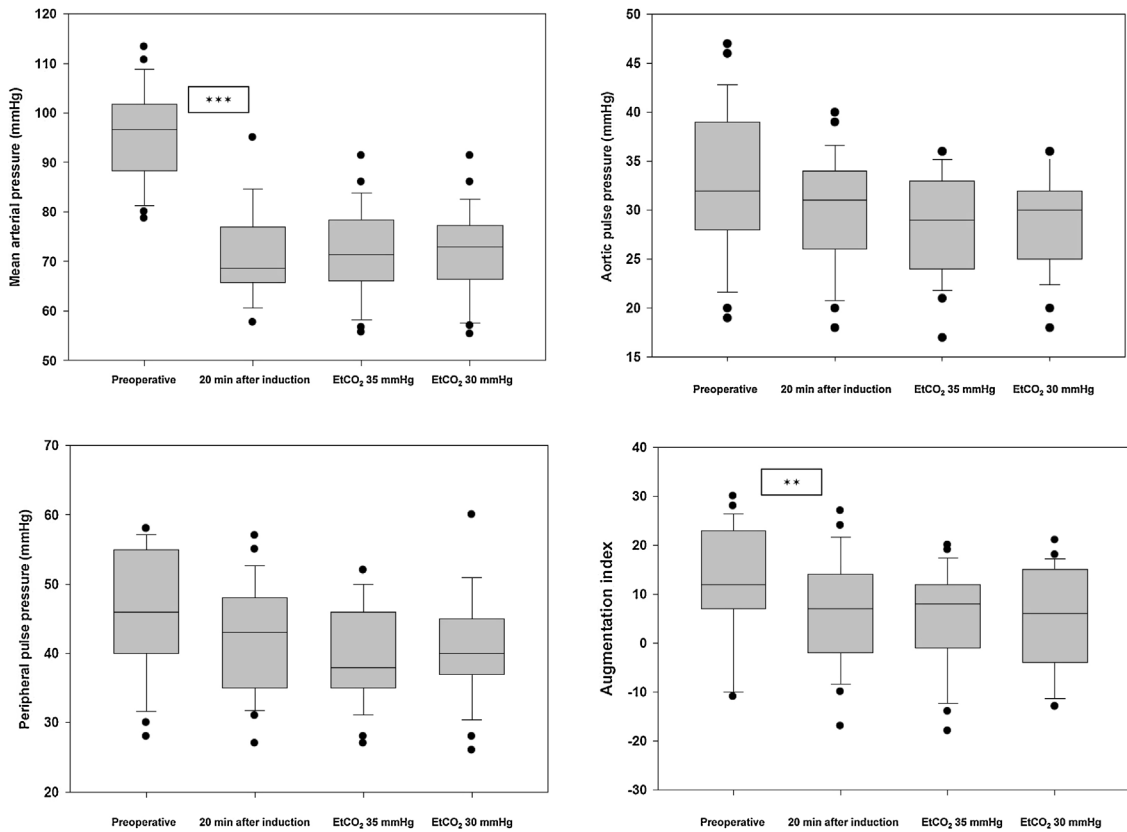 Mean arterial pressure (mmHg)
120
110
100
90
80
70
60
50
***
Preoperative
20 min after induction
EtCO₂ 35 mmHg
EtCO₂ 30 mmHg
Aortic pulse pressure (mmHg)
50
45
40
35
30
25
20
15
Preoperative
20 min after induction
EtCO₂ 35 mmHg
EtCO₂ 30 mmHg
Peripheral pulse pressure (mmHg)
70
60
50
40
30
20
Preoperative
20 min after induction
EtCO₂ 35 mmHg
EtCO₂ 30 mmHg
Augmentation index
40
30
20
10
0
-10
-20
-30
**
Preoperative
20 min after induction
EtCO₂ 35 mmHg
EtCO₂ 30 mmHg